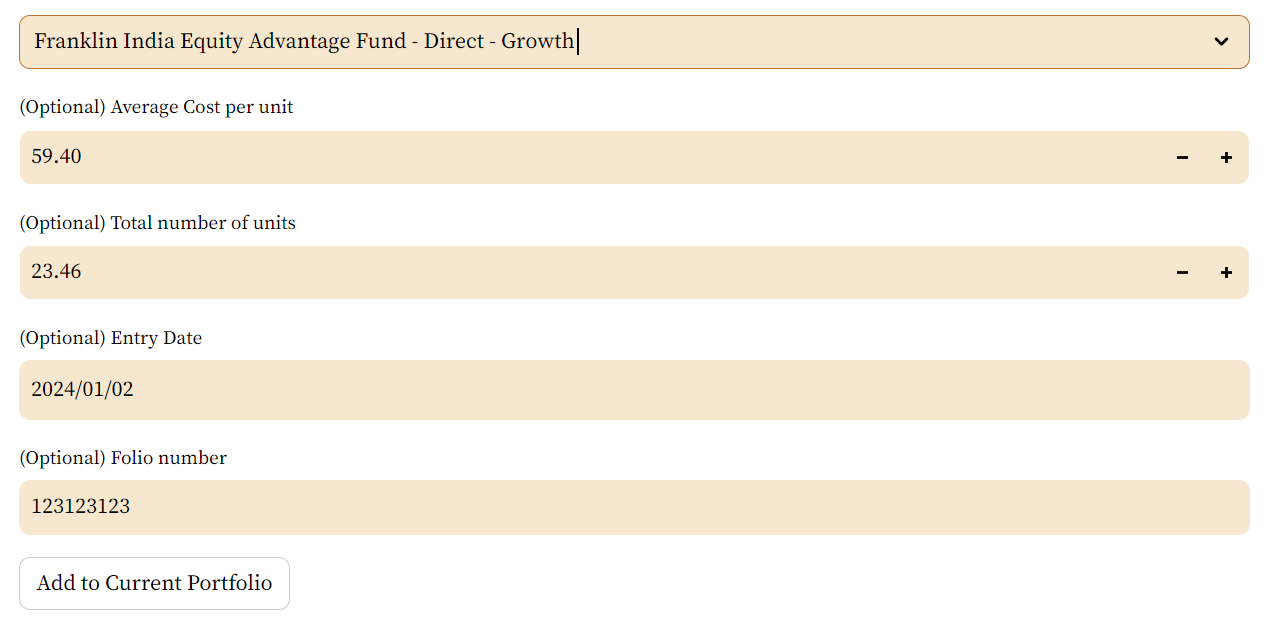 Franklin India Equity Advantage Fund - Direct - Growth
(Optional) Average Cost per unit
59.40
(Optional) Total number of units
23.46
(Optional) Entry Date
2024/01/02
(Optional) Folio number
123123123
Add to Current Portfolio